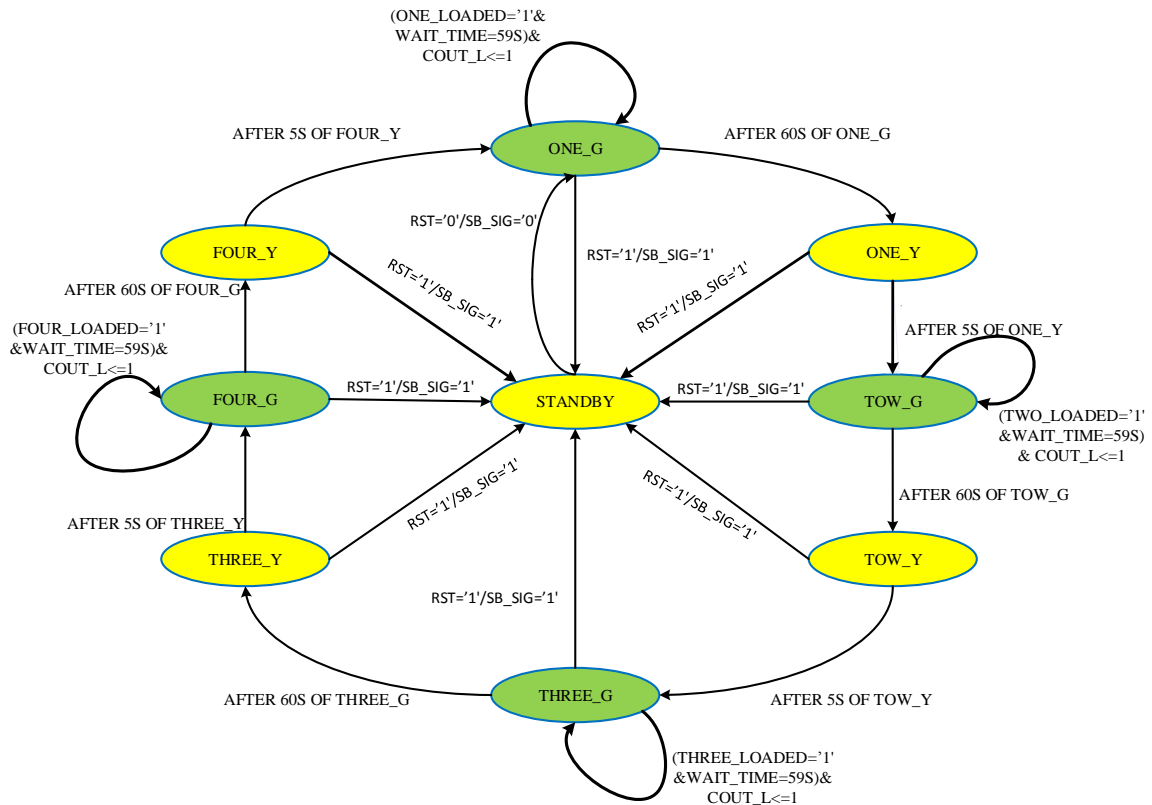 (ONE_LOADED='1'&
WAIT_TIME=59S)&
COUT_L<=1
AFTER 5S OF FOUR_Y
AFTER 60S OF ONE_G
ONE_G
RST='0'/SB_SIG='0'
RST='1'/SB_SIG='1'
FOUR_Y
ONE_Y
RST='1'/SB_SIG='1'
RST='1'/SB_SIG='1'
AFTER 60S OF FOUR_G
(FOUR_LOADED='1'
&WAIT_TIME=59S)&
COUT_L<=1
AFTER 5S OF ONE_Y
FOUR_G
RST='1'/SB_SIG='1'
STANDBY
RST='1'/SB_SIG='1'
TOW_G
(TWO_LOADED='1'
&WAIT_TIME=59S)
& COUT_L<=1
RST='1'/SB_SIG='1'
RST='1'/SB_SIG='1'
AFTER 60S OF TOW_G
AFTER 5S OF THREE_Y
THREE_Y
TOW_Y
RST='1'/SB_SIG='1'
AFTER 60S OF THREE_G
THREE_G
AFTER 5S OF TOW_Y
(THREE_LOADED='1'
&WAIT_TIME=59S)&
COUT_L<=1